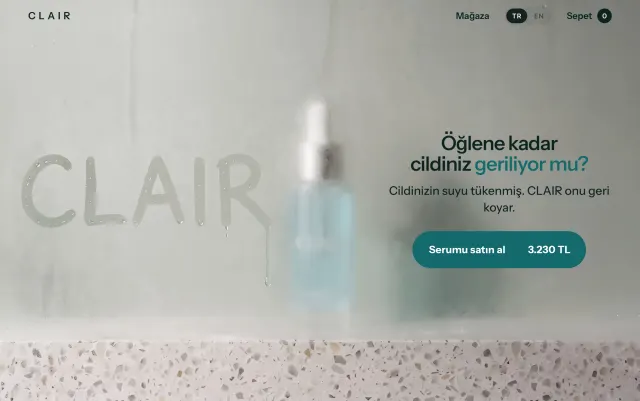 CLAIR
Mağaza
TR EN
Sepet 0
CLAIR
Öğlene kadar
cildiniz geriliyor mu?
Cildinizin suyu tükenmiş. CLAIR onu geri
koyar.
Serumu satın al 3.230 TL